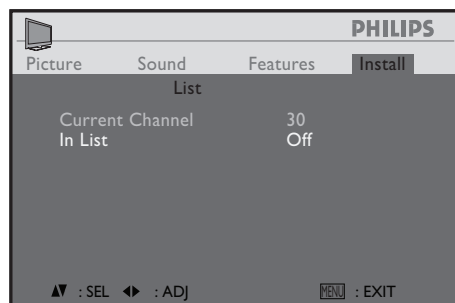 PHILIPS
Picture Sound Features Install
List
Current Channel 30
In List Off
: SEL : ADJ MENU : EXIT